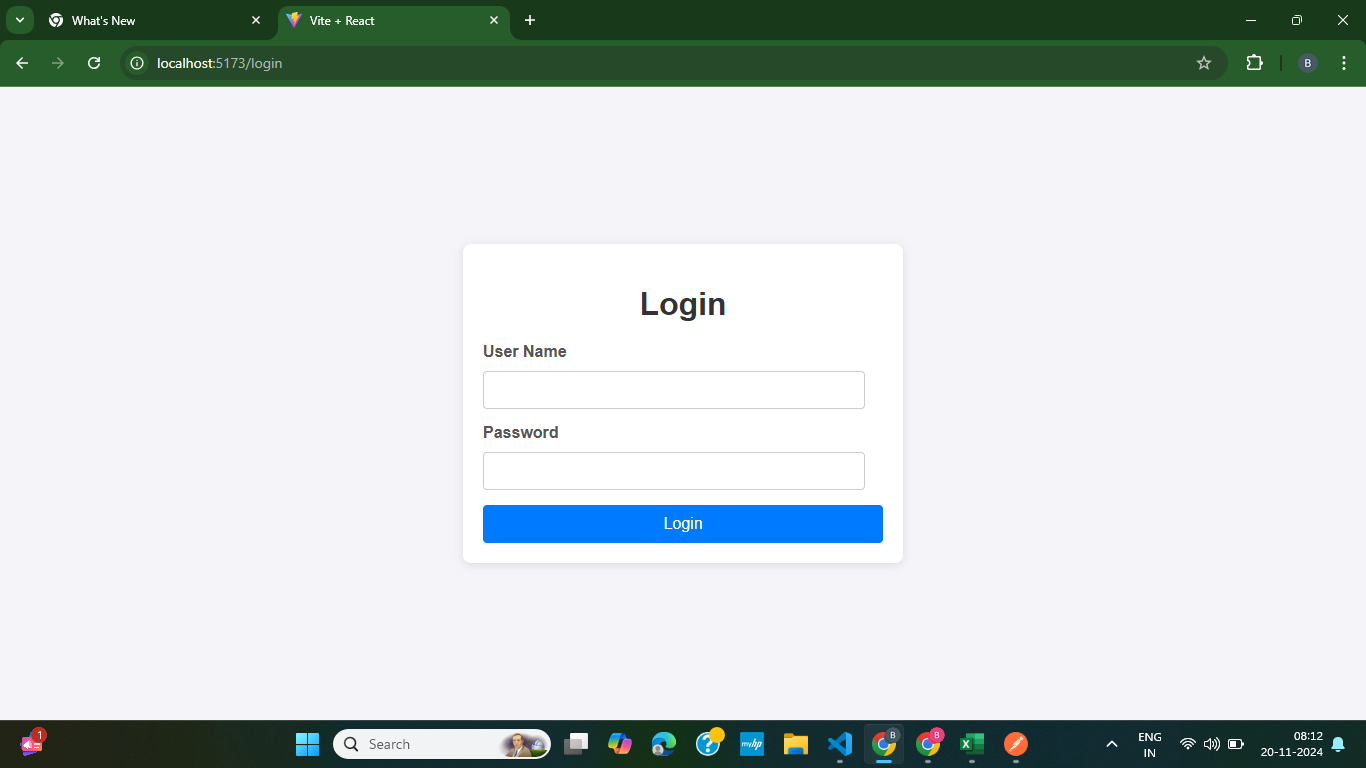 What's New
Vite + React
localhost:5173/login
B
Login
User Name
Password
Login
1
Search
myhp
B
B
ENG
IN
08:12
20-11-2024